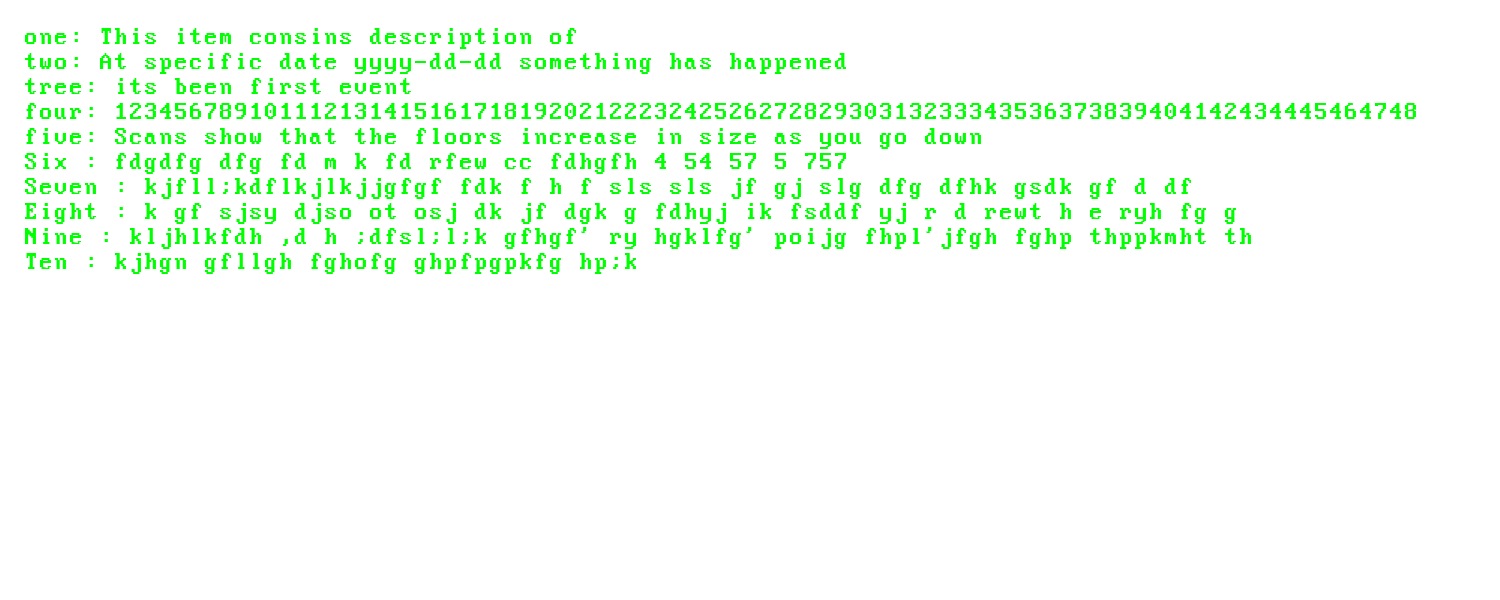 one: This item consins description of
two: At specific date yyyy-dd-dd something has happened
tree: its been first event
four: 123456789101112131415161718192021222324252627282930313233343536373839404142434445464748
five: Scans show that the floors increase in size as you go down
Six : fdgdfg dfg fd m k fd rfew cc fdhgfh 4 54 57 5 757
Seven : kjfll;kdflkjlkjjgfgf fdk f h f sls sls jf gj slg dfg dfhk gsdk gf d df
Eight : k gf sjsy djso ot osj dk jf dgk g fdhyj ik fsddf yj r d rewt h e ryh fg g
Nine : kljhlkfdh ,d h ;dfsl;l;k gfhgf' ry hgklfg' poijg fhpl'jfgh fghp thppkmht th
Ten : kjhgn gfllgh fghofg ghpfpgpkfg hp;k